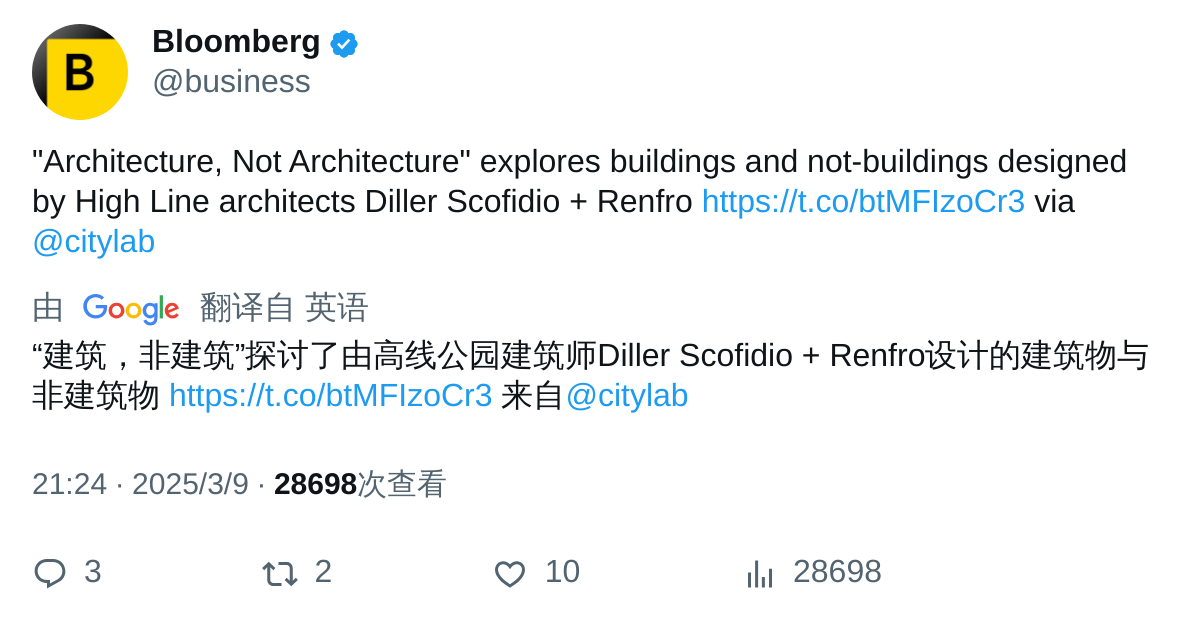 B
Bloomberg
@business
"Architecture, Not Architecture" explores buildings and not-buildings designed
by High Line architects Diller Scofidio + Renfro https://t.co/btMFIzoCr3 via
@citylab
由 Google 翻译自 英语
“建筑，非建筑”探讨了由高线公园建筑师Diller Scofidio + Renfro设计的建筑物与
非建筑物 https://t.co/btMFIzoCr3 来自@citylab
21:24 · 2025/3/9 · 28698次查看
3 2 10 28698